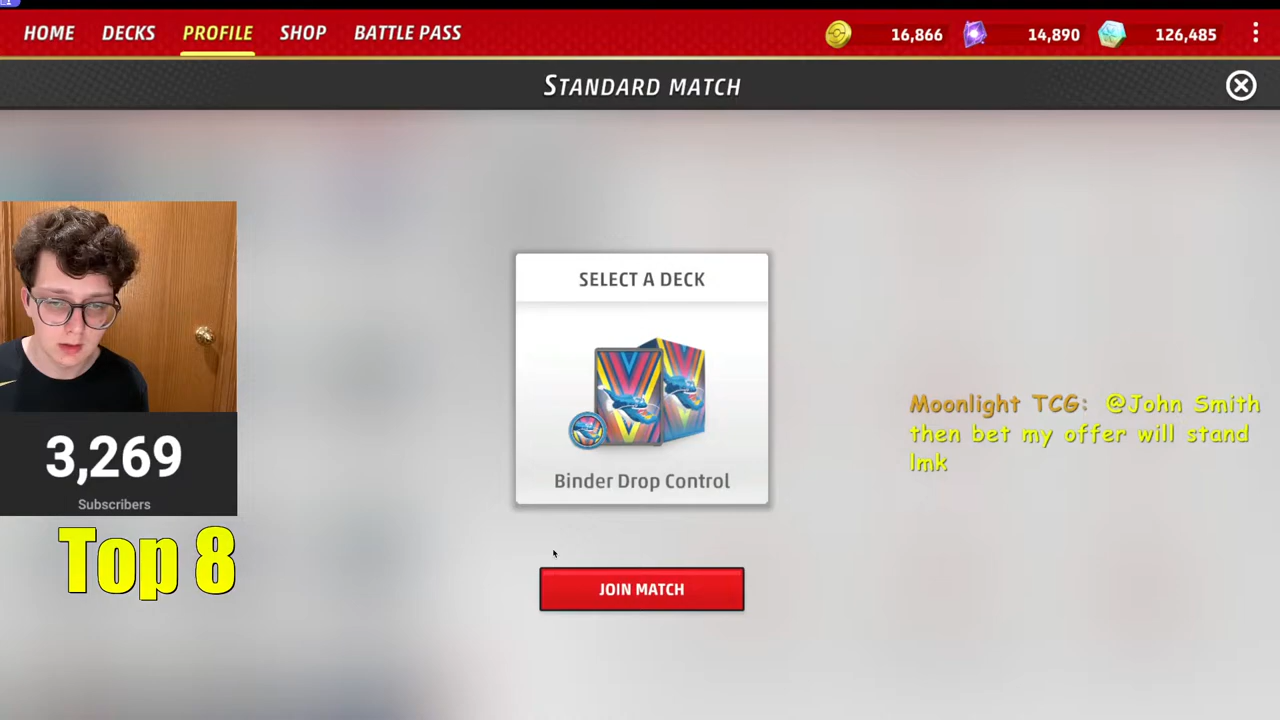 HOME DECKS PROFILE SHOP BATTLE PASS 16,866 14,890 126,485
STANDARD MATCH
SELECT A DECK
Binder Drop Control
JOIN MATCH
3,269
Subscribers
Top 8
Moonlight TCG: @John Smith
then bet my offer will stand
lmk